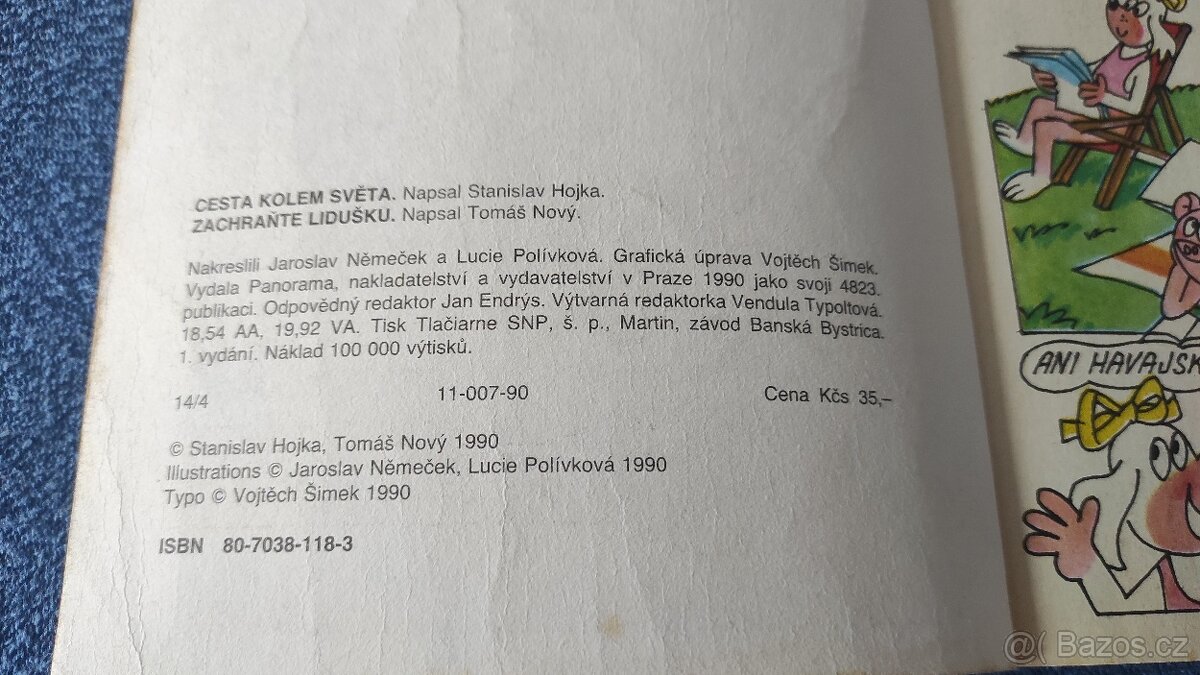 CESTA KOLEM SVĚTA. Napsal Stanislav Hojka.
ZACHRAŇTE LIDUŠKU. Napsal Tomáš Nový.
Nakreslili Jaroslav Němeček a Lucie Polívková. Grafická úprava Vojtěch Šimek.
Vydala Panorama, nakladatelství a vydavatelství v Praze 1990 jako svoji 4823.
publikaci. Odpovědný redaktor Jan Endrýs. Výtvarná redaktorka Vendula Typoltová.
18,54 AA, 19,92 VA. Tisk Tlačiarne SNP, š. p., Martin, závod Banská Bystrica.
1. vydání. Náklad 100 000 výtisků.
14/4 11-007-90 Cena Kčs 35,–
© Stanislav Hojka, Tomáš Nový 1990
Illustrations © Jaroslav Němeček, Lucie Polívková 1990
Typo © Vojtěch Šimek 1990
ISBN 80-7038-118-3
ANI HAVAJSK
@( Bazos.cz